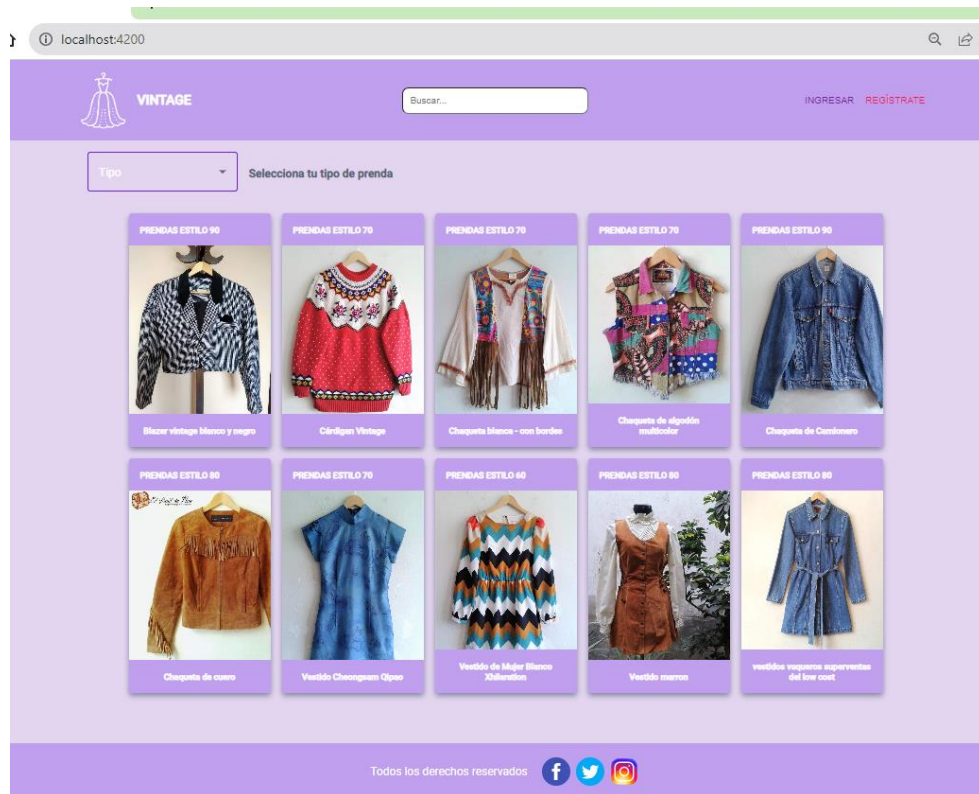 localhost:4200
VINTAGE
Buscar...
INGRESAR REGÍSTRATE
Tipo
Selecciona tu tipo de prenda
PRENDAS ESTILO 90
PRENDAS ESTILO 70
PRENDAS ESTILO 70
PRENDAS ESTILO 70
PRENDAS ESTILO 90
Blazer vintage blanco y negro
Cárdigan Vintage
Chaqueta blanca - con bordes
Chaqueta de algodón
multicolor
Chaqueta de Camionero
PRENDAS ESTILO 80
PRENDAS ESTILO 70
PRENDAS ESTILO 60
PRENDAS ESTILO 80
PRENDAS ESTILO 80
Chaqueta de cuero
Vestido Cheongsam Qipao
Vestido de Mujer Blanco
Xhilaration
Vestido marron
vestidos vaqueros superventas
del low cost
Todos los derechos reservados